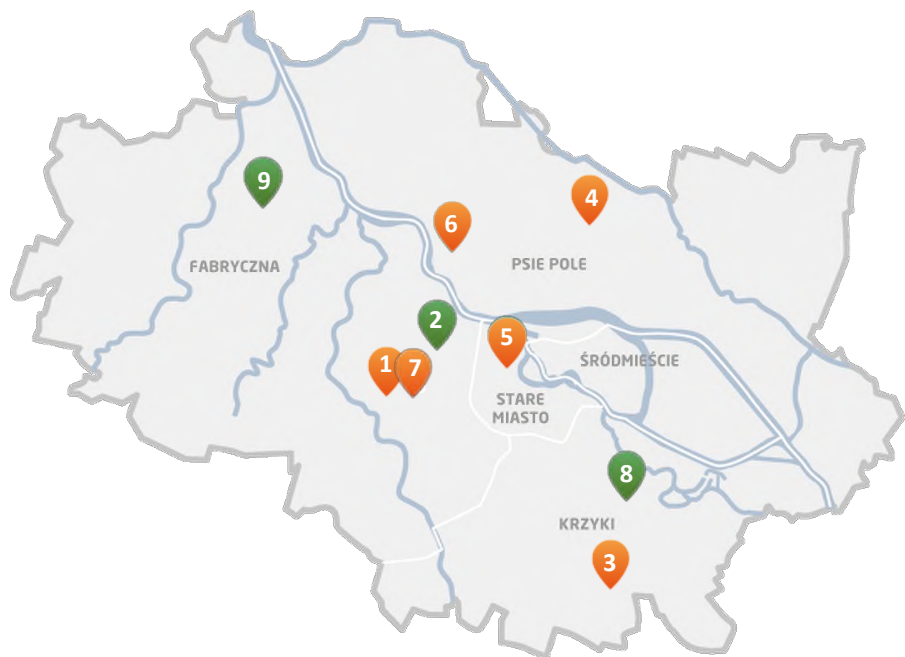 9
4
6
PSIE POLE
FABRYCZNA
2
5
1
7
ŚRÓDMIEŚCIE
STARE
MIASTO
8
KRZYKI
3